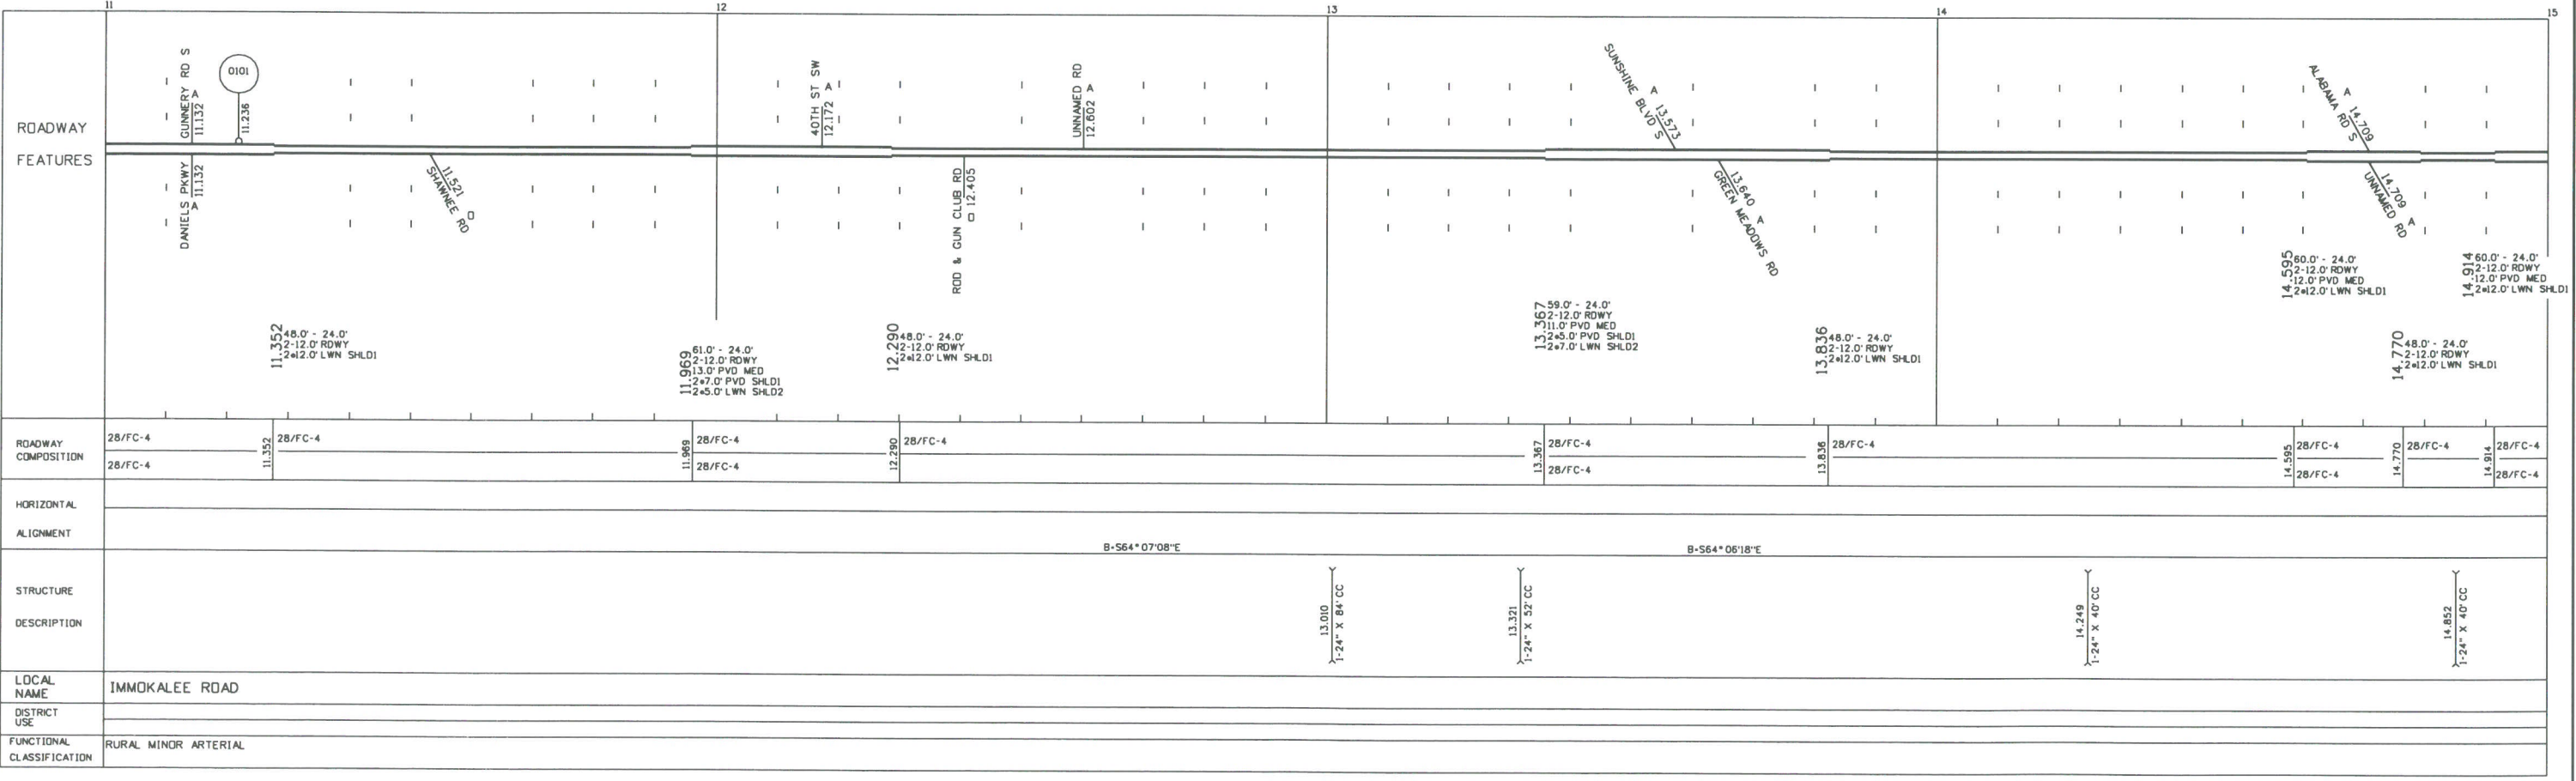 11
12
13
14
15
ROADWAY
FEATURES
GUNNERY RD S
A
11.132
0101
11.236
DANIELS PKWY
A
11.132
11.521
SHAWNEE RD
40TH ST SW
A
12.172
ROD & GUN CLUB RD
12.405
UNNAMED RD
A
12.602
SUNSHINE BLVD S
A
13.573
13.640
A
GREEN MEADOWS RD
ALABAMA RD S
A
14.709
14.709
A
UNNAMED RD
11.352
48.0' - 24.0'
2-12.0' RDWY
2*12.0' LWN SHLD1
11.969
61.0' - 24.0'
2-12.0' RDWY
13.0' PVD MED
2*7.0' PVD SHLD1
2*5.0' LWN SHLD2
12.290
48.0' - 24.0'
2-12.0' RDWY
2*12.0' LWN SHLD1
13.367
59.0' - 24.0'
2-12.0' RDWY
11.0' PVD MED
2*5.0' PVD SHLD1
2*7.0' LWN SHLD2
13.836
48.0' - 24.0'
2-12.0' RDWY
2*12.0' LWN SHLD1
14.595
60.0' - 24.0'
2-12.0' RDWY
12.0' PVD MED
2*12.0' LWN SHLD1
14.770
48.0' - 24.0'
2-12.0' RDWY
2*12.0' LWN SHLD1
14.914
60.0' - 24.0'
2-12.0' RDWY
12.0' PVD MED
2*12.0' LWN SHLD1
ROADWAY
COMPOSITION
28/FC-4
28/FC-4
11.352
28/FC-4
11.969
28/FC-4
28/FC-4
12.290
28/FC-4
13.367
28/FC-4
28/FC-4
13.836
28/FC-4
14.595
28/FC-4
28/FC-4
14.770
28/FC-4
14.914
28/FC-4
28/FC-4
HORIZONTAL
ALIGNMENT
B-S64°07'08"E
B-S64°06'18"E
STRUCTURE
DESCRIPTION
13.010
1-24" X 84' CC
13.321
1-24" X 52' CC
14.249
1-24" X 40' CC
14.852
1-24" X 40' CC
LOCAL
NAME
IMMOKALEE ROAD
DISTRICT
USE
FUNCTIONAL
CLASSIFICATION
RURAL MINOR ARTERIAL